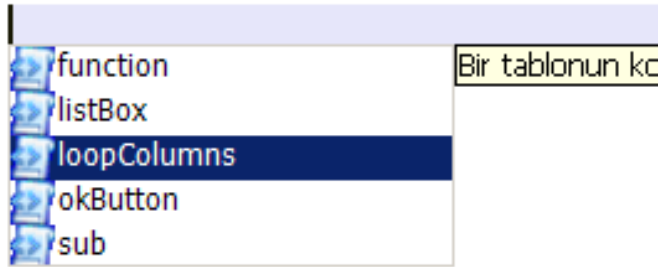 function
Bir tablonun
listBox
loopColumns
okButton
sub